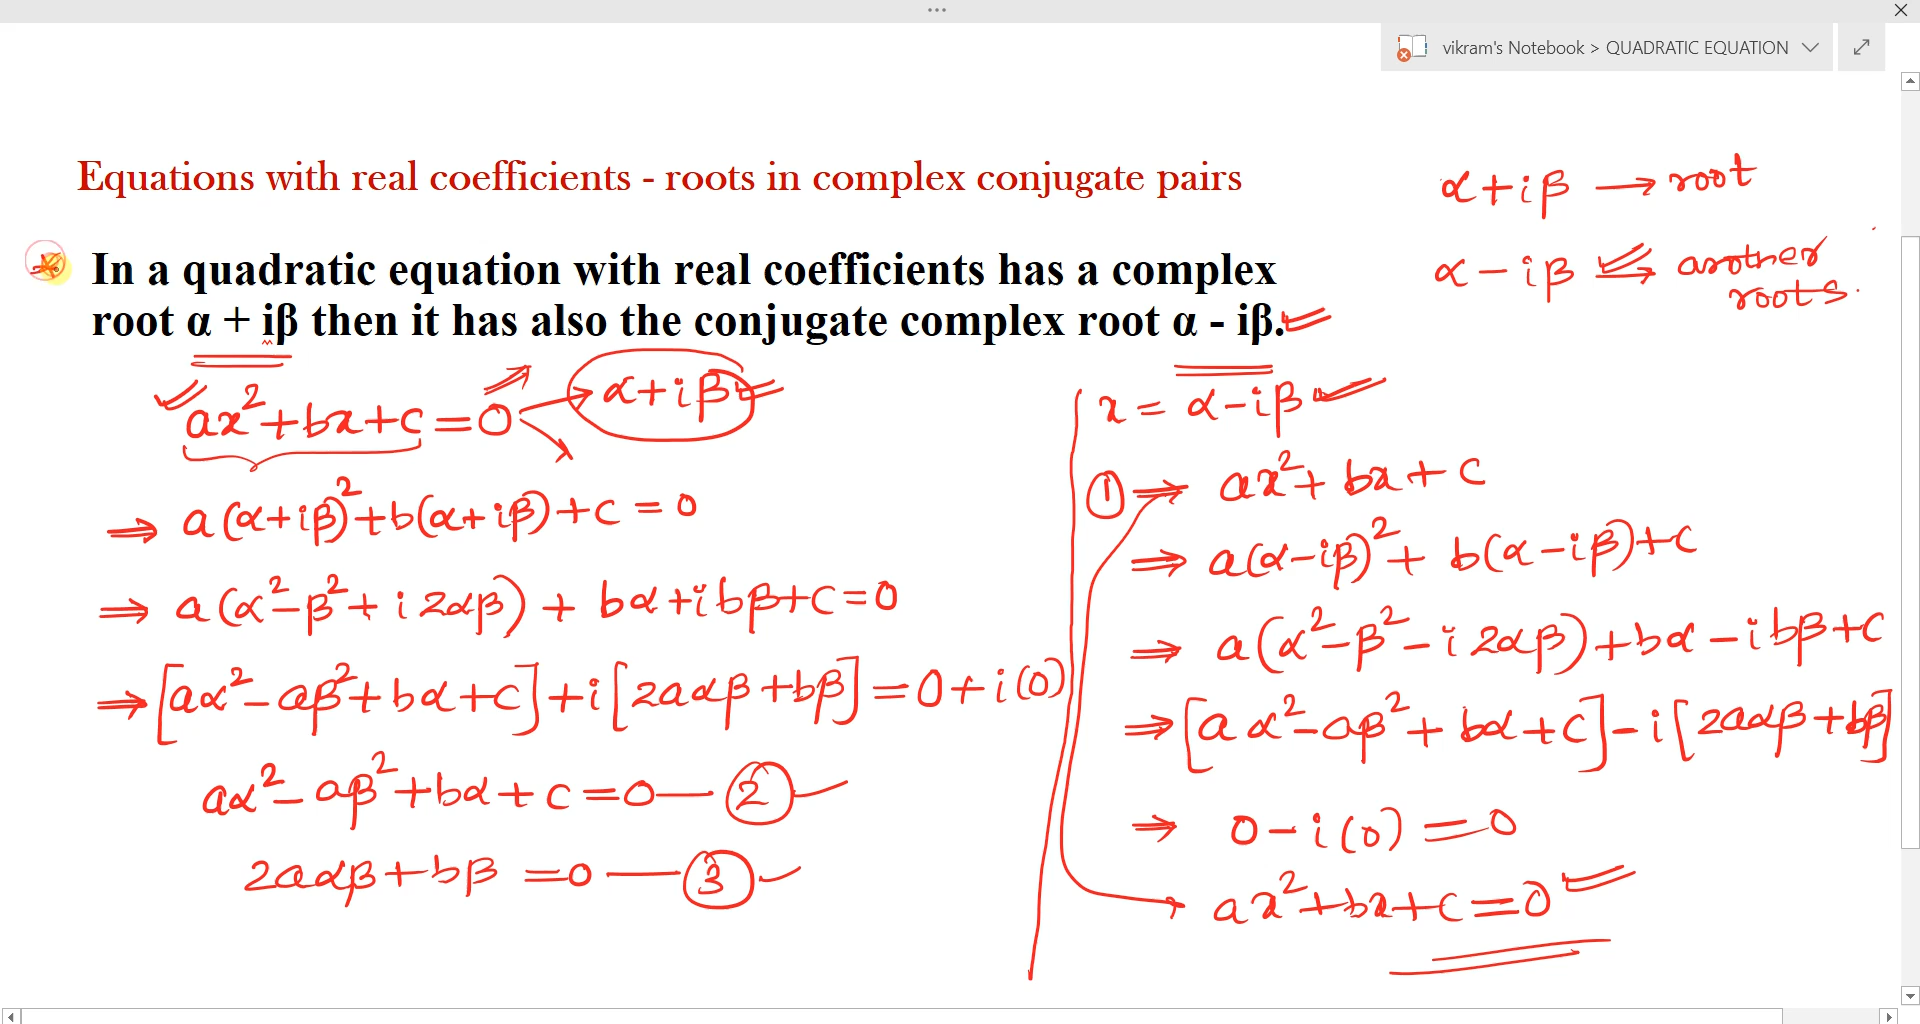 vikram's Notebook > QUADRATIC EQUATION
Equations with real coefficients - roots in complex conjugate pairs
α+iβ → root
α-iβ ⇒ another
roots.
In a quadratic equation with real coefficients has a complex
root α + iβ then it has also the conjugate complex root α - iβ.
ax²+bx+c=0 → α+iβ
⇒ a(α+iβ)²+b(α+iβ)+c=0
⇒ a(α²-β²+i2αβ)+bα+ibβ+c=0
⇒ [aα²-aβ²+bα+c]+i[2aαβ+bβ]=0+i(0)
aα²-aβ²+bα+c=0—②
2aαβ+bβ=0—③
x=α-iβ
① ⇒ ax²+bx+c
⇒ a(α-iβ)²+b(α-iβ)+c
⇒ a(α²-β²-i2αβ)+bα-ibβ+c
⇒ [aα²-aβ²+bα+c]-i[2aαβ+bβ]
⇒ 0-i(0)=0
→ ax²+bx+c=0